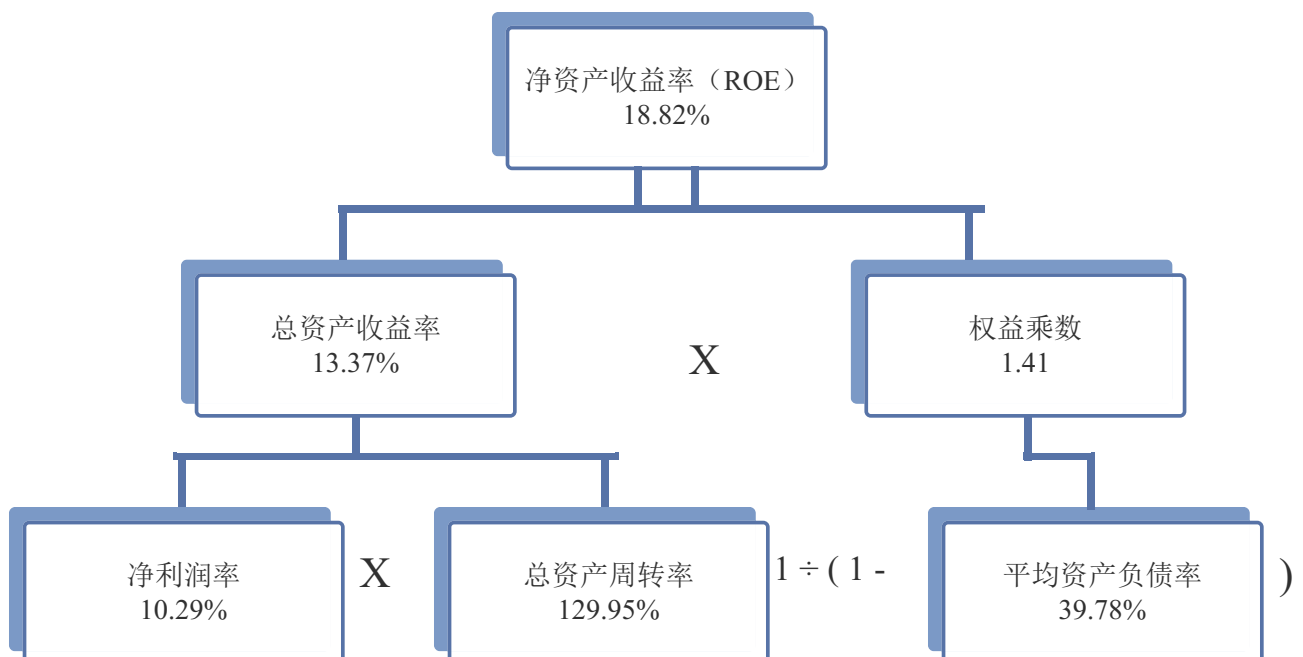 净资产收益率（ROE）
18.82%
总资产收益率
13.37%
X
权益乘数
1.41
净利润率
10.29%
X
总资产周转率
129.95%
1 ÷ ( 1 -
平均资产负债率
39.78%
)